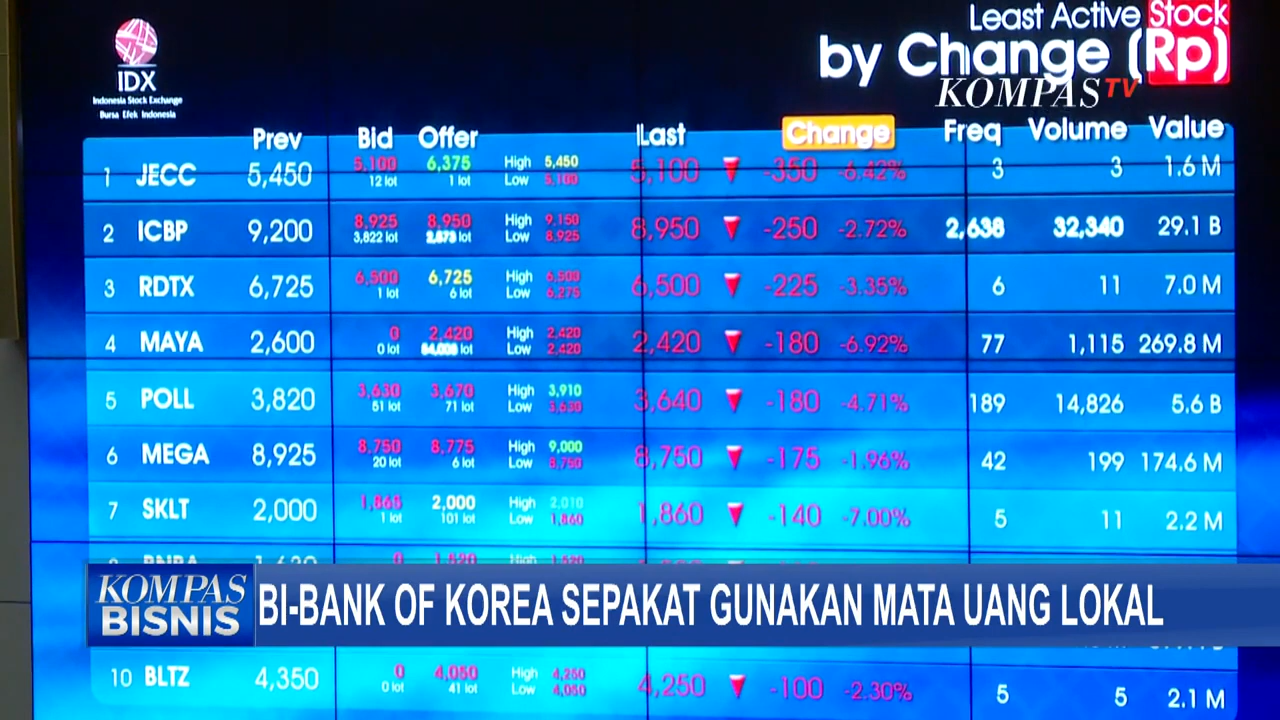 Least Active Stock
by Change (Rp)
KOMPAS TV
IDX
Indonesia Stock Exchange
Bursa Efek Indonesia
Prev Bid Offer Last Change Freq Volume Value
1 JECC 5,450 5,100 12 lot 6,375 1 lot High 5,450 Low 5,100 5,100 -350 -6.42% 3 3 1.6 M
2 ICBP 9,200 8,925 3,822 lot 8,950 lot High 9,150 Low 8,925 8,950 -250 -2.72% 2,638 32,340 29.1 B
3 RDTX 6,725 6,500 1 lot 6,725 6 lot High 6,500 Low 6,275 6,500 -225 -3.35% 6 11 7.0 M
4 MAYA 2,600 0 0 lot 2,420 lot High 2,420 Low 2,420 2,420 -180 -6.92% 77 1,115 269.8 M
5 POLL 3,820 3,630 51 lot 3,670 71 lot High 3,910 Low 3,630 3,640 -180 -4.71% 189 14,826 5.6 B
6 MEGA 8,925 8,750 20 lot 8,775 6 lot High 9,000 Low 8,750 8,750 -175 -1.96% 42 199 174.6 M
7 SKLT 2,000 1,865 1 lot 2,000 101 lot High 2,010 Low 1,860 1,860 -140 -7.00% 5 11 2.2 M
KOMPAS BISNIS
BI-BANK OF KOREA SEPAKAT GUNAKAN MATA UANG LOKAL
10 BLTZ 4,350 0 0 lot 4,050 41 lot High 4,250 Low 4,050 4,250 -100 -2.30% 5 5 2.1 M